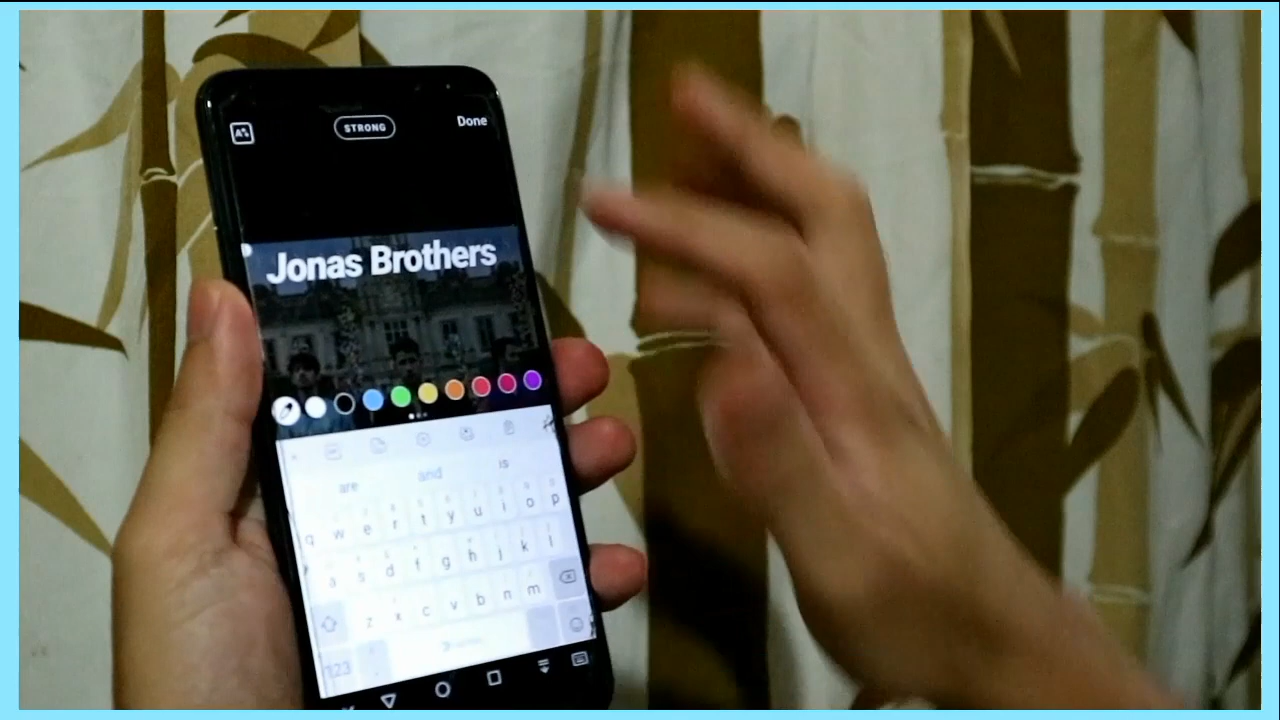 STRONG
Done
Jonas Brothers
are and is
q w e r t y u i o p
a s d f g h j k l
z x c v b n m
123